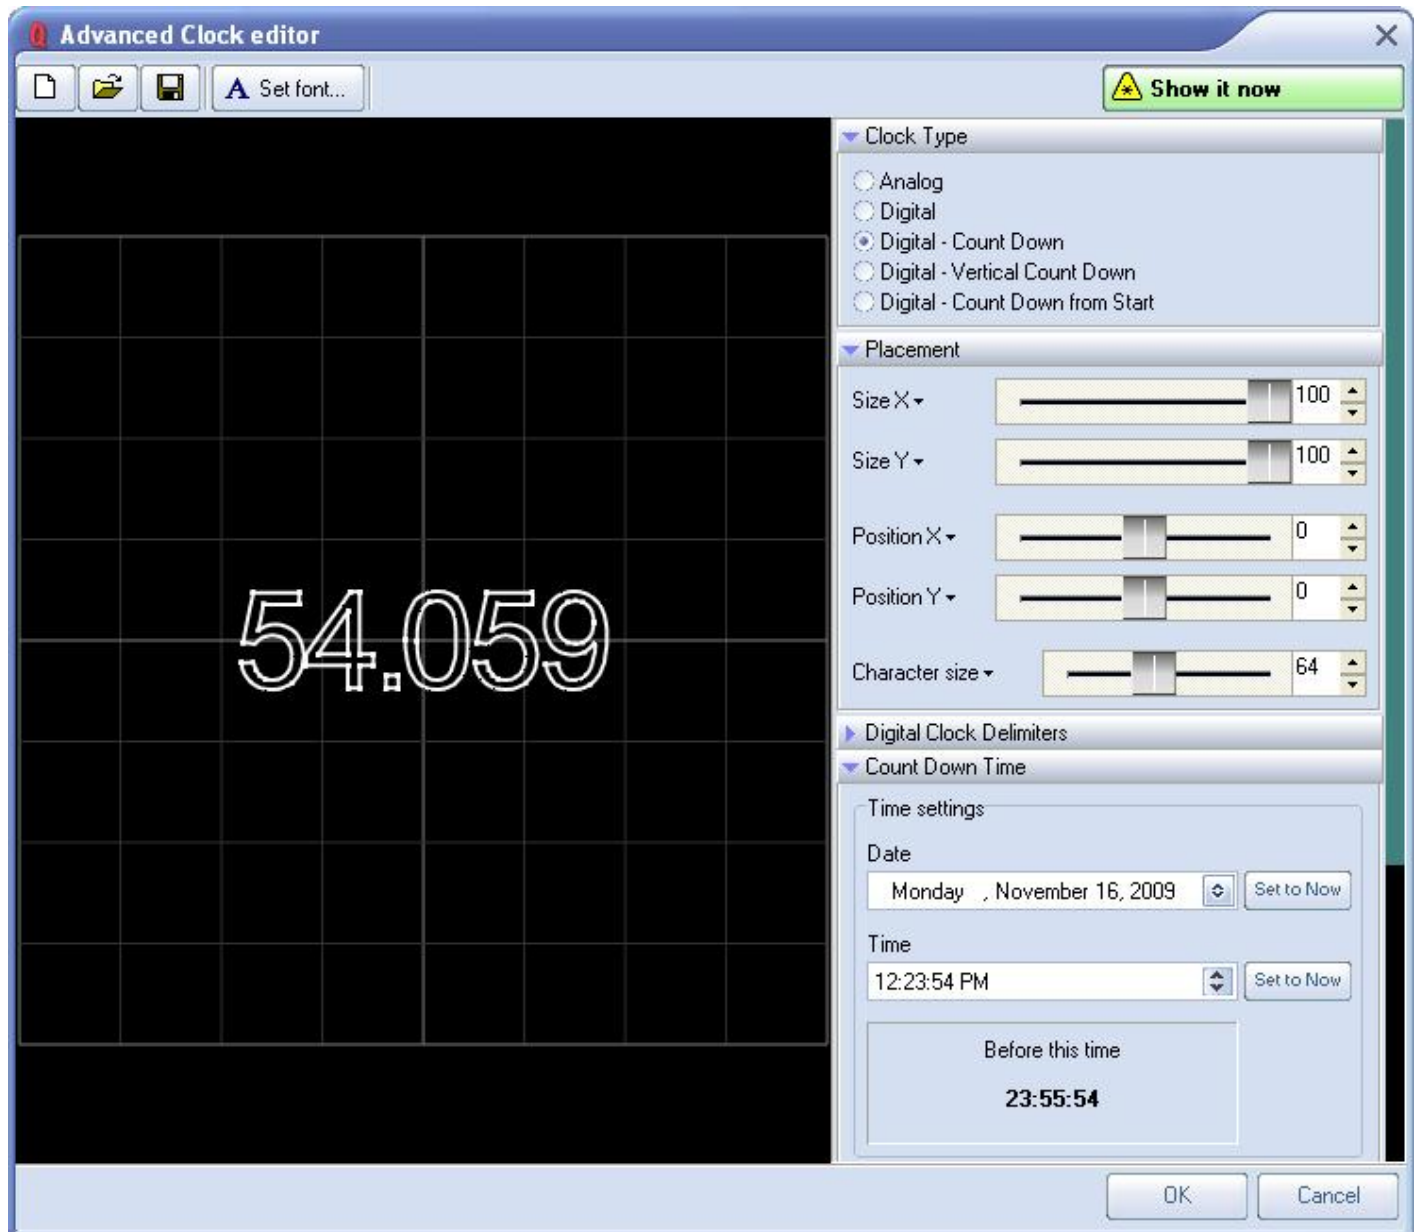 Advanced Clock editor
A Set font...
Show it now
54.059
Clock Type
Analog
Digital
Digital - Count Down
Digital - Vertical Count Down
Digital - Count Down from Start
Placement
Size X 100
Size Y 100
Position X 0
Position Y 0
Character size 64
Digital Clock Delimiters
Count Down Time
Time settings
Date
Monday , November 16, 2009 Set to Now
Time
12:23:54 PM Set to Now
Before this time
23:55:54
OK Cancel